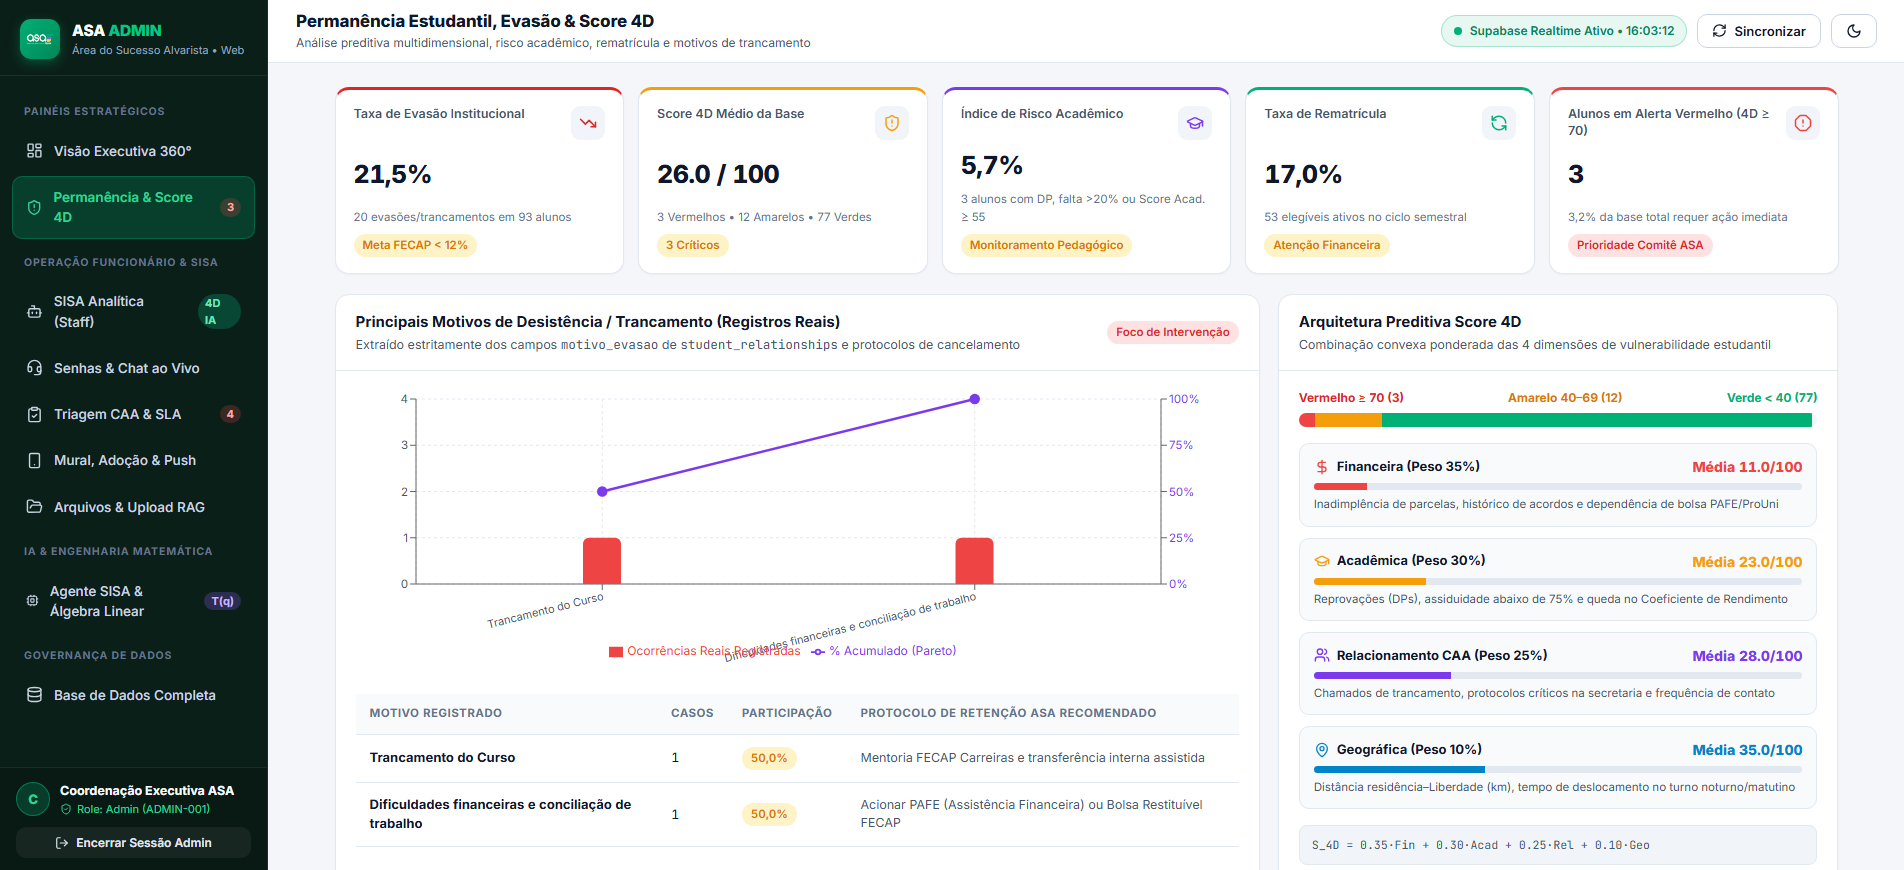 asa
ASA ADMIN
Área do Sucesso Alvarista • Web
PAINÉIS ESTRATÉGICOS
Visão Executiva 360°
Permanência & Score
4D
3
OPERAÇÃO FUNCIONÁRIO & SISA
SISA Analítica
(Staff)
4D
IA
Senhas & Chat ao Vivo
Triagem CAA & SLA
4
Mural, Adoção & Push
Arquivos & Upload RAG
IA & ENGENHARIA MATEMÁTICA
Agente SISA &
Álgebra Linear
T(q)
GOVERNANÇA DE DADOS
Base de Dados Completa
C
Coordenação Executiva ASA
Role: Admin (ADMIN-001)
Encerrar Sessão Admin
Permanência Estudantil, Evasão & Score 4D
Análise preditiva multidimensional, risco acadêmico, rematrícula e motivos de trancamento
Supabase Realtime Ativo • 16:03:12
Sincronizar
Taxa de Evasão Institucional
21,5%
20 evasões/trancamentos em 93 alunos
Meta FECAP < 12%
Score 4D Médio da Base
26.0 / 100
3 Vermelhos • 12 Amarelos • 77 Verdes
3 Críticos
Índice de Risco Acadêmico
5,7%
3 alunos com DP, falta >20% ou Score Acad.
≥ 55
Monitoramento Pedagógico
Taxa de Rematrícula
17,0%
53 elegíveis ativos no ciclo semestral
Atenção Financeira
Alunos em Alerta Vermelho (4D ≥
70)
3
3,2% da base total requer ação imediata
Prioridade Comitê ASA
Principais Motivos de Desistência / Trancamento (Registros Reais)
Extraído estritamente dos campos motivo_evasao de student_relationships e protocolos de cancelamento
Foco de Intervenção
4
3
2
1
0
100%
75%
50%
25%
0%
Trancamento do Curso
Dificuldades financeiras e conciliação de trabalho
Ocorrências Reais Registradas
% Acumulado (Pareto)
MOTIVO REGISTRADO CASOS PARTICIPAÇÃO PROTOCOLO DE RETENÇÃO ASA RECOMENDADO
Trancamento do Curso 1 50,0% Mentoria FECAP Carreiras e transferência interna assistida
Dificuldades financeiras e conciliação de
trabalho
1
50,0%
Acionar PAFE (Assistência Financeira) ou Bolsa Restituível
FECAP
Arquitetura Preditiva Score 4D
Combinação convexa ponderada das 4 dimensões de vulnerabilidade estudantil
Vermelho ≥ 70 (3) Amarelo 40–69 (12) Verde < 40 (77)
Financeira (Peso 35%) Média 11.0/100
Inadimplência de parcelas, histórico de acordos e dependência de bolsa PAFE/ProUni
Acadêmica (Peso 30%) Média 23.0/100
Reprovações (DPs), assiduidade abaixo de 75% e queda no Coeficiente de Rendimento
Relacionamento CAA (Peso 25%) Média 28.0/100
Chamados de trancamento, protocolos críticos na secretaria e frequência de contato
Geográfica (Peso 10%) Média 35.0/100
Distância residência–Liberdade (km), tempo de deslocamento no turno noturno/matutino
S_4D = 0.35·Fin + 0.30·Acad + 0.25·Rel + 0.10·Geo